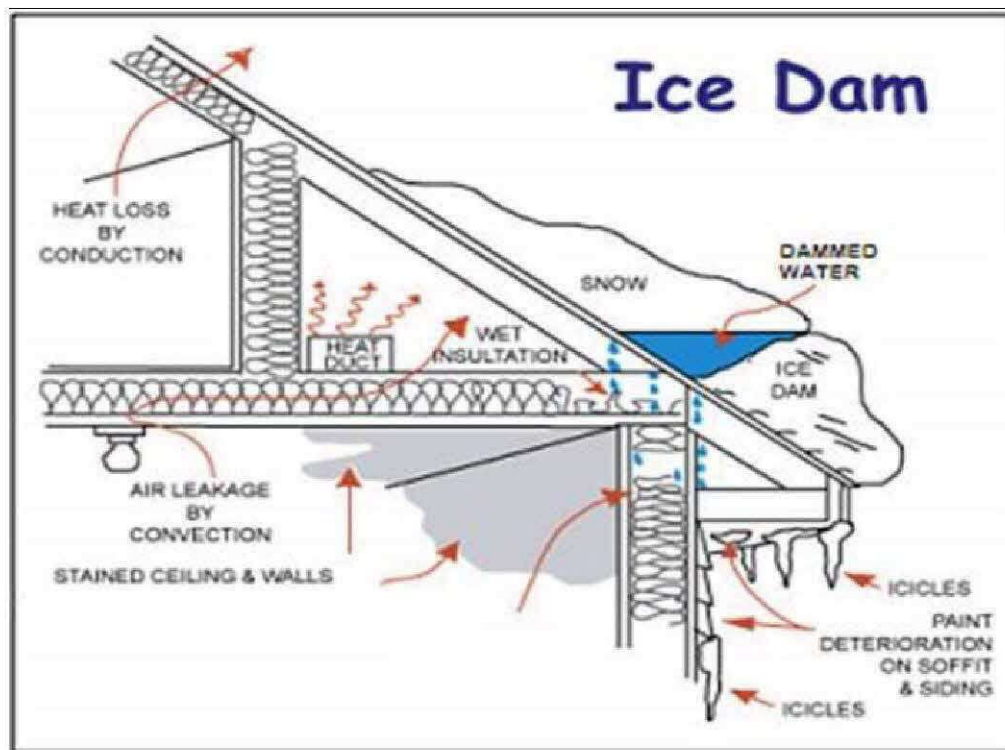 Ice Dam
HEAT LOSS
BY
CONDUCTION
DAMMED
WATER
SNOW
HEAT
DUCT
WET
INSULTATION
ICE
DAM
AIR LEAKAGE
BY
CONVECTION
STAINED CEILING & WALLS
ICICLES
PAINT
DETERIORATION
ON SOFFIT
& SIDING
ICICLES